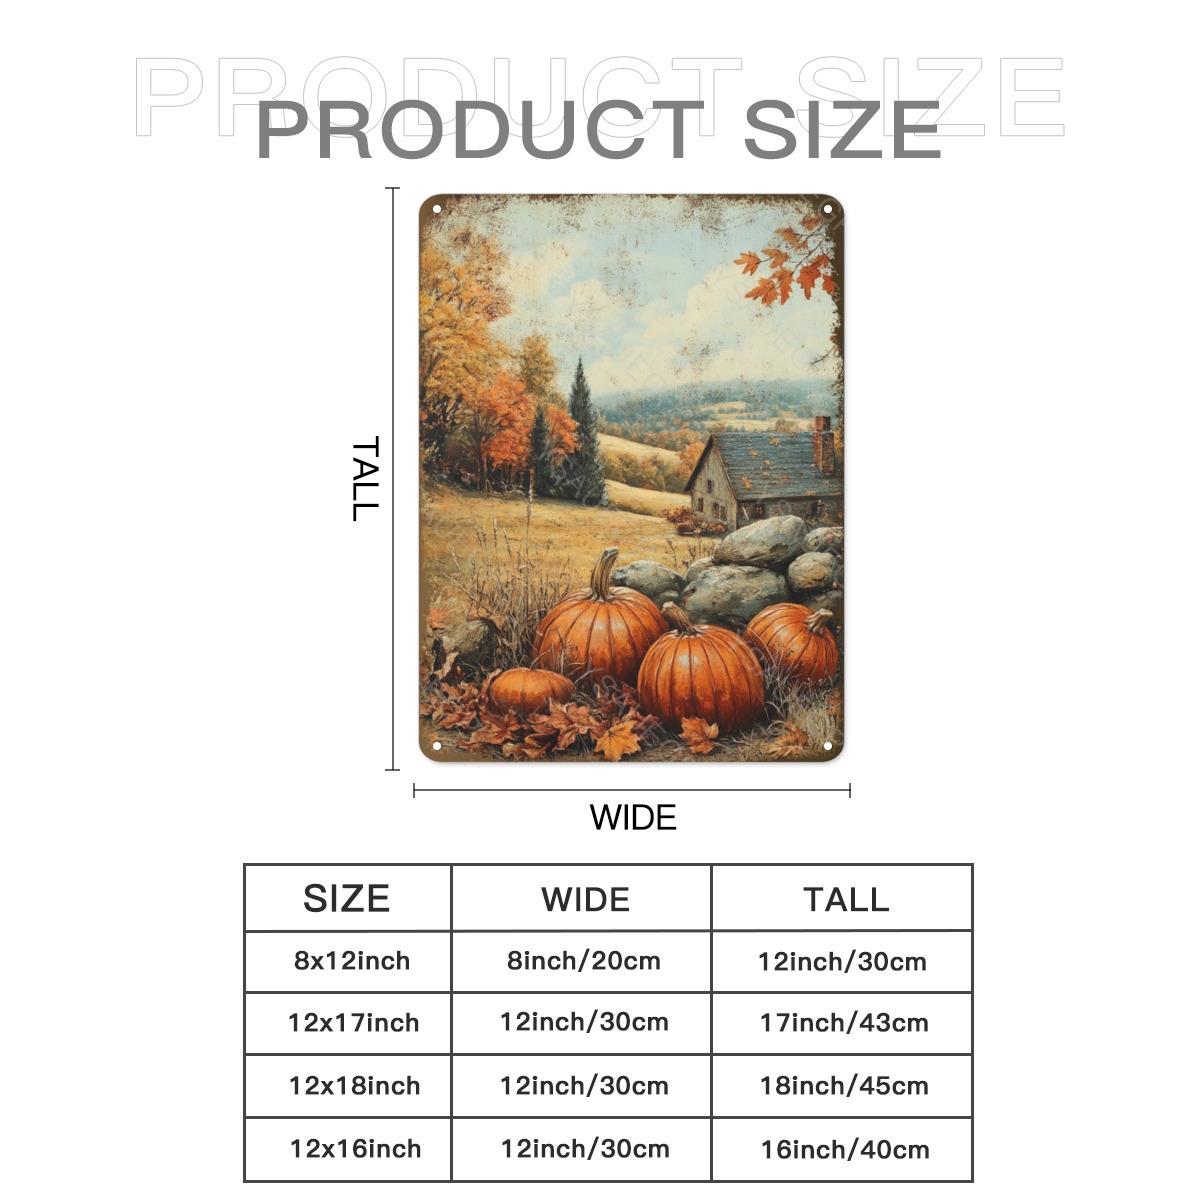 PRODUCT SIZE
PRODUCT SIZE
TALL
WIDE
SIZE WIDE TALL
8x12inch 8inch/20cm 12inch/30cm
12x17inch 12inch/30cm 17inch/43cm
12x18inch 12inch/30cm 18inch/45cm
12x16inch 12inch/30cm 16inch/40cm